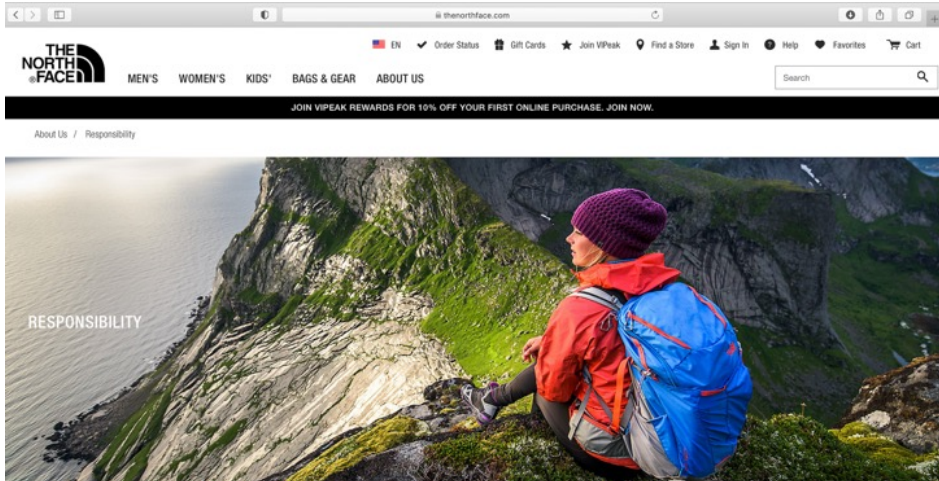 thenorthface.com
EN Order Status Gift Cards Join VIPeak Find a Store Sign In Help Favorites Cart
THE
NORTH
FACE
MEN'S WOMEN'S KIDS' BAGS & GEAR ABOUT US
Search
JOIN VIPEAK REWARDS FOR 10% OFF YOUR FIRST ONLINE PURCHASE. JOIN NOW.
About Us / Responsibility
RESPONSIBILITY